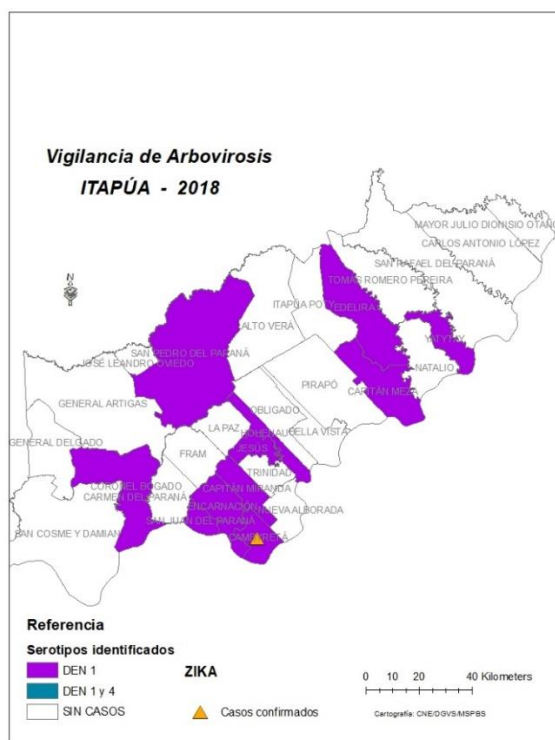 Vigilancia de Arbovirosis
ITAPÚA - 2018
N
MAYOR JULIO DIONISIO OTAÑO
CARLOS ANTONIO LÓPEZ
SAN RAFAEL DEL PARANÁ
TOMAS ROMERO PEREIRA
ITAPÚA POTY
EDELIRA
ALTO VERÁ
YATYTAY
NATALIO
SAN PEDRO DEL PARANÁ
JOSÉ LEANDRO OVIEDO
PIRAPÓ
CAPITÁN MEZA
GENERAL ARTIGAS
OBLIGADO
LA PAZ
HOHENAU
BELLA VISTA
GENERAL DELGADO
JESÚS
FRAM
TRINIDAD
CORONEL BOGADO
CAPITÁN MIRANDA
CARMEN DEL PARANÁ
ENCARNACIÓN
NUEVA ALBORADA
SAN JUAN DEL PARANÁ
SAN COSME Y DAMIAN
CAMBYRETÁ
Referencia
Serotipos identificados
DEN 1
ZIKA
DEN 1 y 4
0 20 40 Kilometers
SIN CASOS
Casos confirmados
Cartografía: CNE/DGVS/MSPBS